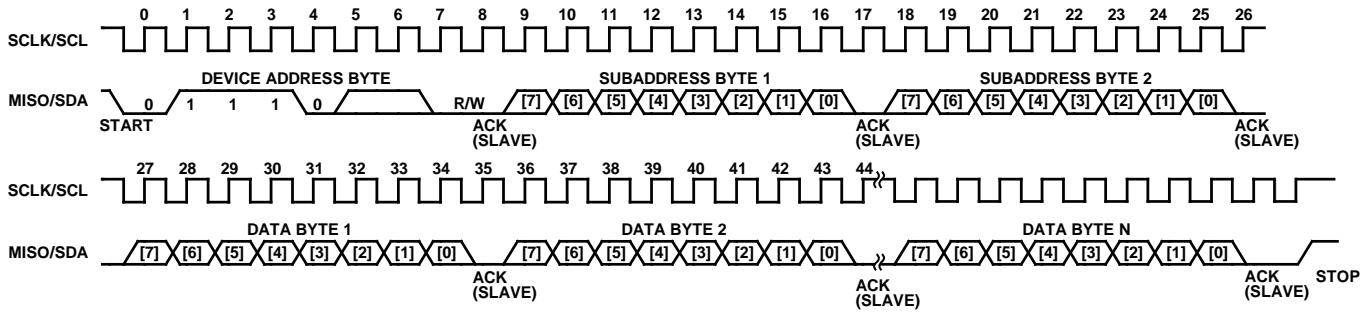 0 1 2 3 4 5 6 7 8 9 10 11 12 13 14 15 16 17 18 19 20 21 22 23 24 25 26
SCLK/SCL
DEVICE ADDRESS BYTE SUBADDRESS BYTE 1 SUBADDRESS BYTE 2
MISO/SDA 0 1 1 1 0 R/W [7] [6] [5] [4] [3] [2] [1] [0] [7] [6] [5] [4] [3] [2] [1] [0]
START ACK ACK ACK
(SLAVE) (SLAVE) (SLAVE)
27 28 29 30 31 32 33 34 35 36 37 38 39 40 41 42 43 44
SCLK/SCL
DATA BYTE 1 DATA BYTE 2 DATA BYTE N
MISO/SDA [7] [6] [5] [4] [3] [2] [1] [0] [7] [6] [5] [4] [3] [2] [1] [0] [7] [6] [5] [4] [3] [2] [1] [0]
ACK ACK ACK STOP
(SLAVE) (SLAVE) (SLAVE)